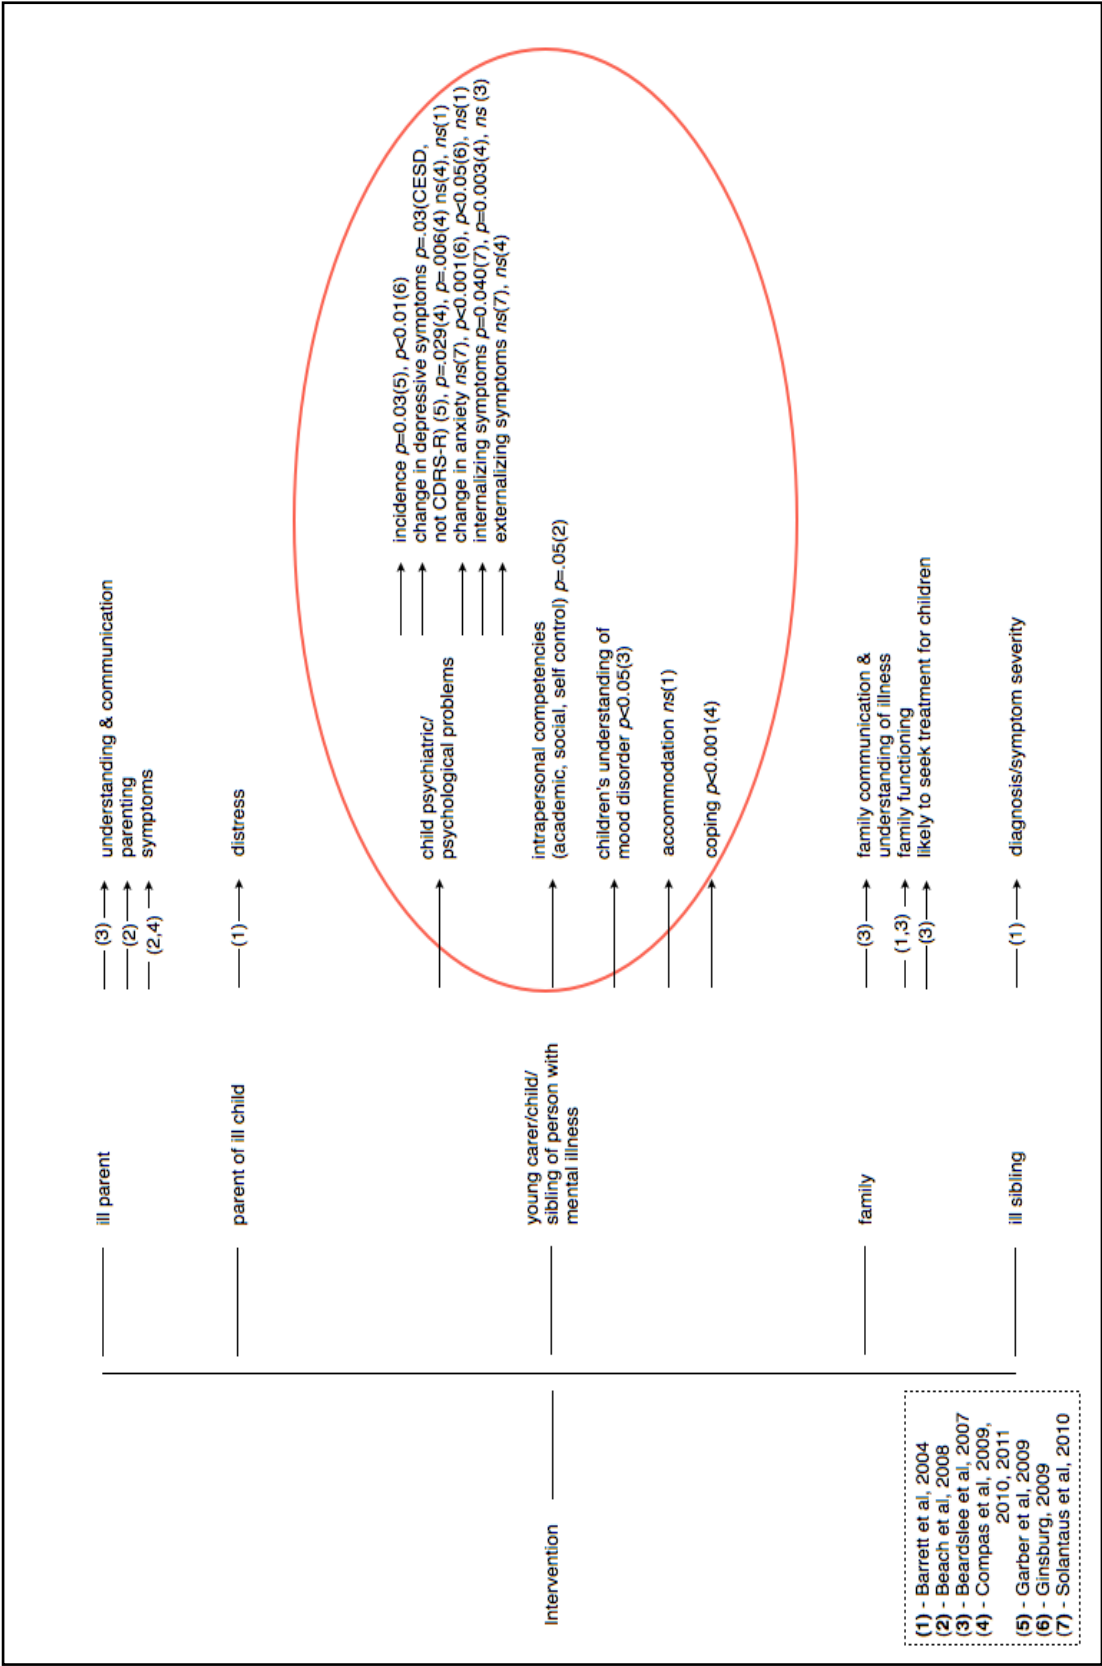 Intervention
ill parent
(3) understanding & communication
(2) parenting
(2,4) symptoms
parent of ill child
(1) distress
young carer/child/
sibling of person with
mental illness
child psychiatric/
psychological problems
incidence p=0.03(5), p<0.01(6)
change in depressive symptoms p=.03(CESD,
not CDRS-R) (5), p=.029(4), p=.006(4) ns(4), ns(1)
change in anxiety ns(7), p<0.001(6), p<0.05(6), ns(1)
internalizing symptoms p=0.040(7), p=0.003(4), ns (3)
externalizing symptoms ns(7), ns(4)
intrapersonal competencies
(academic, social, self control) p=.05(2)
children's understanding of
mood disorder p<0.05(3)
accommodation ns(1)
coping p<0.001(4)
family
(3) family communication &
understanding of illness
(1,3) family functioning
(3) likely to seek treatment for children
ill sibling
(1) diagnosis/symptom severity
(1) - Barrett et al, 2004
(2) - Beach et al, 2008
(3) - Beardslee et al, 2007
(4) - Compas et al, 2009,
2010, 2011
(5) - Garber et al, 2009
(6) - Ginsburg, 2009
(7) - Solantaus et al, 2010